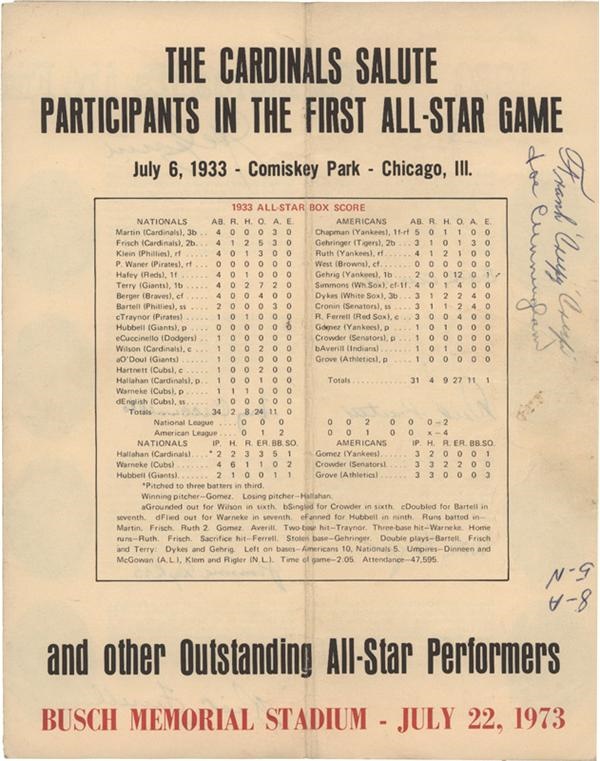 THE CARDINALS SALUTE
PARTICIPANTS IN THE FIRST ALL-STAR GAME
July 6, 1933 - Comiskey Park - Chicago, Ill.
1933 ALL-STAR BOX SCORE
NATIONALS AB. R. H. O. A. E. AMERICANS AB. R. H. O. A. E.
Martin (Cardinals), 3b .. 4 0 0 0 3 0 Chapman (Yankees), lf-rf 5 0 1 1 0 0
Frisch (Cardinals), 2b... 4 1 2 5 3 0 Gehringer (Tigers), 2b ... 3 1 0 1 3 0
Klein (Phillies), rf 4 0 1 3 0 0 Ruth (Yankees), rf 4 1 2 1 0 0
P. Waner (Pirates), rf 0 0 0 0 0 0 West (Browns), cf. 0 0 0 0 0 0
Hafey (Reds), lf 4 0 1 0 0 0 Gehrig (Yankees), 1b 2 0 0 12 0 1
Terry (Giants), 1b 4 0 2 7 2 0 Simmons (Wh.Sox), cf-lf. 4 0 1 4 0 0
Berger (Braves), cf 4 0 0 4 0 0 Dykes (White Sox), 3b 3 1 2 2 4 0
Bartell (Phillies), ss 2 0 0 0 3 0 Cronin (Senators), ss 3 1 1 2 4 0
cTraynor (Pirates) 1 0 1 0 0 0 R. Ferrell (Red Sox), c 3 0 0 4 0 0
Hubbell (Giants), p 0 0 0 0 0 Gomez (Yankees), p 1 0 1 0 0 0
eCuccinello (Dodgers) 1 0 0 0 0 0 Crowder (Senators), p 1 0 0 0 0 0
Wilson (Cardinals), c 1 0 0 2 0 0 bAverill (Indians) 1 0 1 0 0 0
aO'Doul (Giants) 1 0 0 0 0 0 Grove (Athletics), p 1 0 0 0 0 0
Hartnett (Cubs), c 1 0 0 2 0 0
Hallahan (Cardinals), p 1 0 0 1 0 0 Totals 31 4 9 27 11 1
Warneke (Cubs), p 1 1 1 0 0 0
dEnglish (Cubs), ss 1 0 0 0 0 0
Totals 34 2 8 24 11 0
National League 0 0 0 0 0 2 0 0 0-2
American League 0 1 2 0 0 1 0 0 x-4
NATIONALS IP. H. R. ER. BB. SO. AMERICANS IP. H. R. ER. BB. SO.
Hallahan (Cardinals) *2 2 3 3 5 1 Gomez (Yankees) 3 2 0 0 0 1
Warneke (Cubs) 4 6 1 1 0 2 Crowder (Senators) 3 3 2 2 0 0
Hubbell (Giants) 2 1 0 0 1 1 Grove (Athletics) 3 3 0 0 0 3
*Pitched to three batters in third.
Winning pitcher—Gomez. Losing pitcher—Hallahan.
aGrounded out for Wilson in sixth. bSingled for Crowder in sixth. cDoubled for Bartell in
seventh. dFlied out for Warneke in seventh. eFanned for Hubbell in ninth. Runs batted in—
Martin. Frisch. Ruth 2. Gomez. Averill. Two-base hit—Traynor. Three-base hit—Warneke. Home
runs—Ruth. Frisch. Sacrifice hit—Ferrell. Stolen base—Gehringer. Double plays—Bartell. Frisch
and Terry: Dykes and Gehrig. Left on bases—Americans 10, Nationals 5. Umpires—Dinneen and
McGowan (A.L.), Klem and Rigler (N.L.). Time of game—2:05. Attendance—47,595.
and other Outstanding All-Star Performers
BUSCH MEMORIAL STADIUM - JULY 22, 1973
Frank "Creepy" Crespi
Joe Cunningham
8-A
5-N